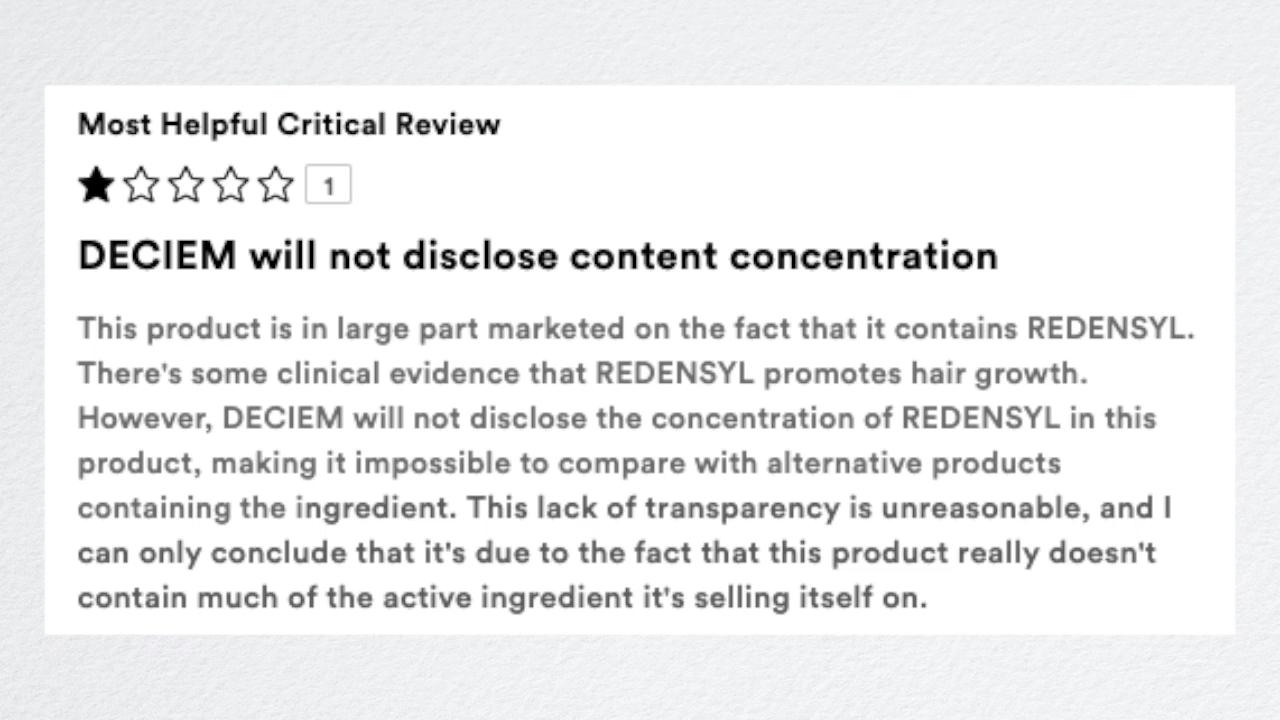 Most Helpful Critical Review
1
DECIEM will not disclose content concentration
This product is in large part marketed on the fact that it contains REDENSYL.
There's some clinical evidence that REDENSYL promotes hair growth.
However, DECIEM will not disclose the concentration of REDENSYL in this
product, making it impossible to compare with alternative products
containing the ingredient. This lack of transparency is unreasonable, and I
can only conclude that it's due to the fact that this product really doesn't
contain much of the active ingredient it's selling itself on.